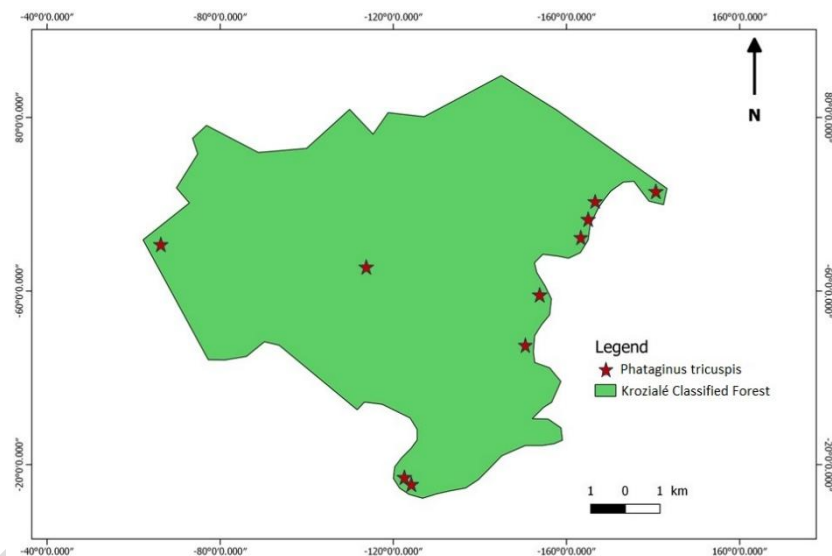 -40°0'0.000" -80°0'0.000" -120°0'0.000" -160°0'0.000" 160°0'0.000"
N
80°0'0.000" 80°0'0.000"
-60°0'0.000" -60°0'0.000"
Legend
Phataginus tricuspis
Krozialé Classified Forest
-20°0'0.000" -20°0'0.000"
1 0 1 km
-40°0'0.000" -80°0'0.000" -120°0'0.000" -160°0'0.000" 160°0'0.000"